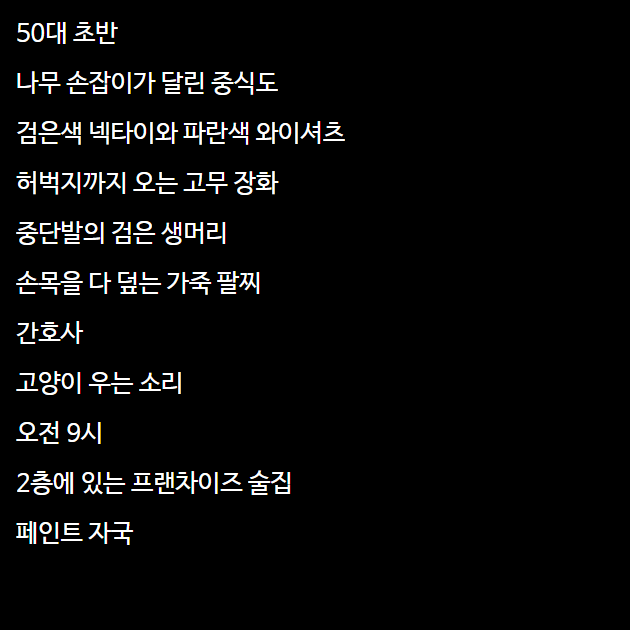 50대 초반
나무 손잡이가 달린 중식도
검은색 넥타이와 파란색 와이셔츠
허벅지까지 오는 고무 장화
중단발의 검은 생머리
손목을 다 덮는 가죽 팔찌
간호사
고양이 우는 소리
오전 9시
2층에 있는 프랜차이즈 술집
페인트 자국